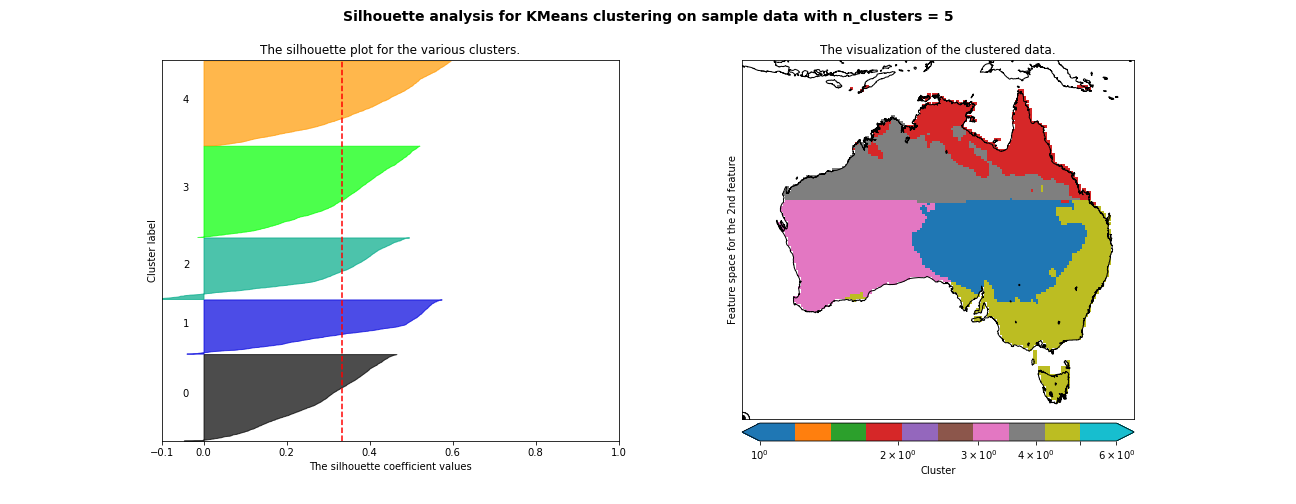 Silhouette analysis for KMeans clustering on sample data with n_clusters = 5
The silhouette plot for the various clusters.
4
3
2
1
0
Cluster label
−0.1 0.0 0.2 0.4 0.6 0.8 1.0
The silhouette coefficient values
The visualization of the clustered data.
Feature space for the 2nd feature
10⁰ 2 × 10⁰ 3 × 10⁰ 4 × 10⁰ 6 × 10⁰
Cluster